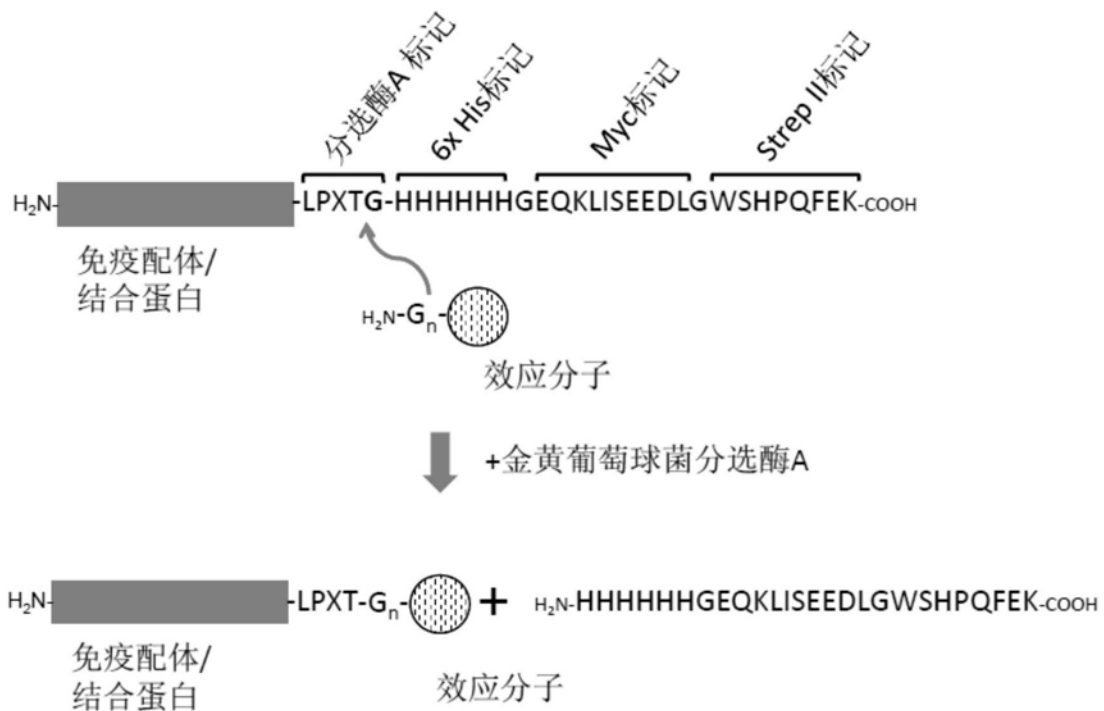 分选酶A 标记
6x His标记
Myc标记
Strep II标记
H₂N-
-LPXTG-HHHHHHGEQKLISEEDLGWSHPQFEK-COOH
免疫配体/
结合蛋白
H₂N-Gₙ-
效应分子
+金黄葡萄球菌分选酶A
H₂N-
-LPXT-Gₙ-
+
H₂N-HHHHHHGEQKLISEEDLGWSHPQFEK-COOH
免疫配体/
结合蛋白
效应分子